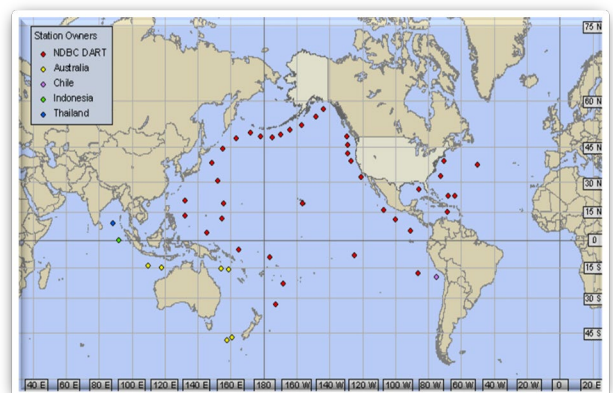 Station Owners
NDBC DART
Australia
Chile
Indonesia
Thailand
75 N
60 N
45 N
30 N
15 N
0
15 S
30 S
45 S
40 E 60 E 80 E 100 E 120 E 140 E 160 E 180 160 W 140 W 120 W 100 W 80 W 60 W 40 W 20 W 0 20 E